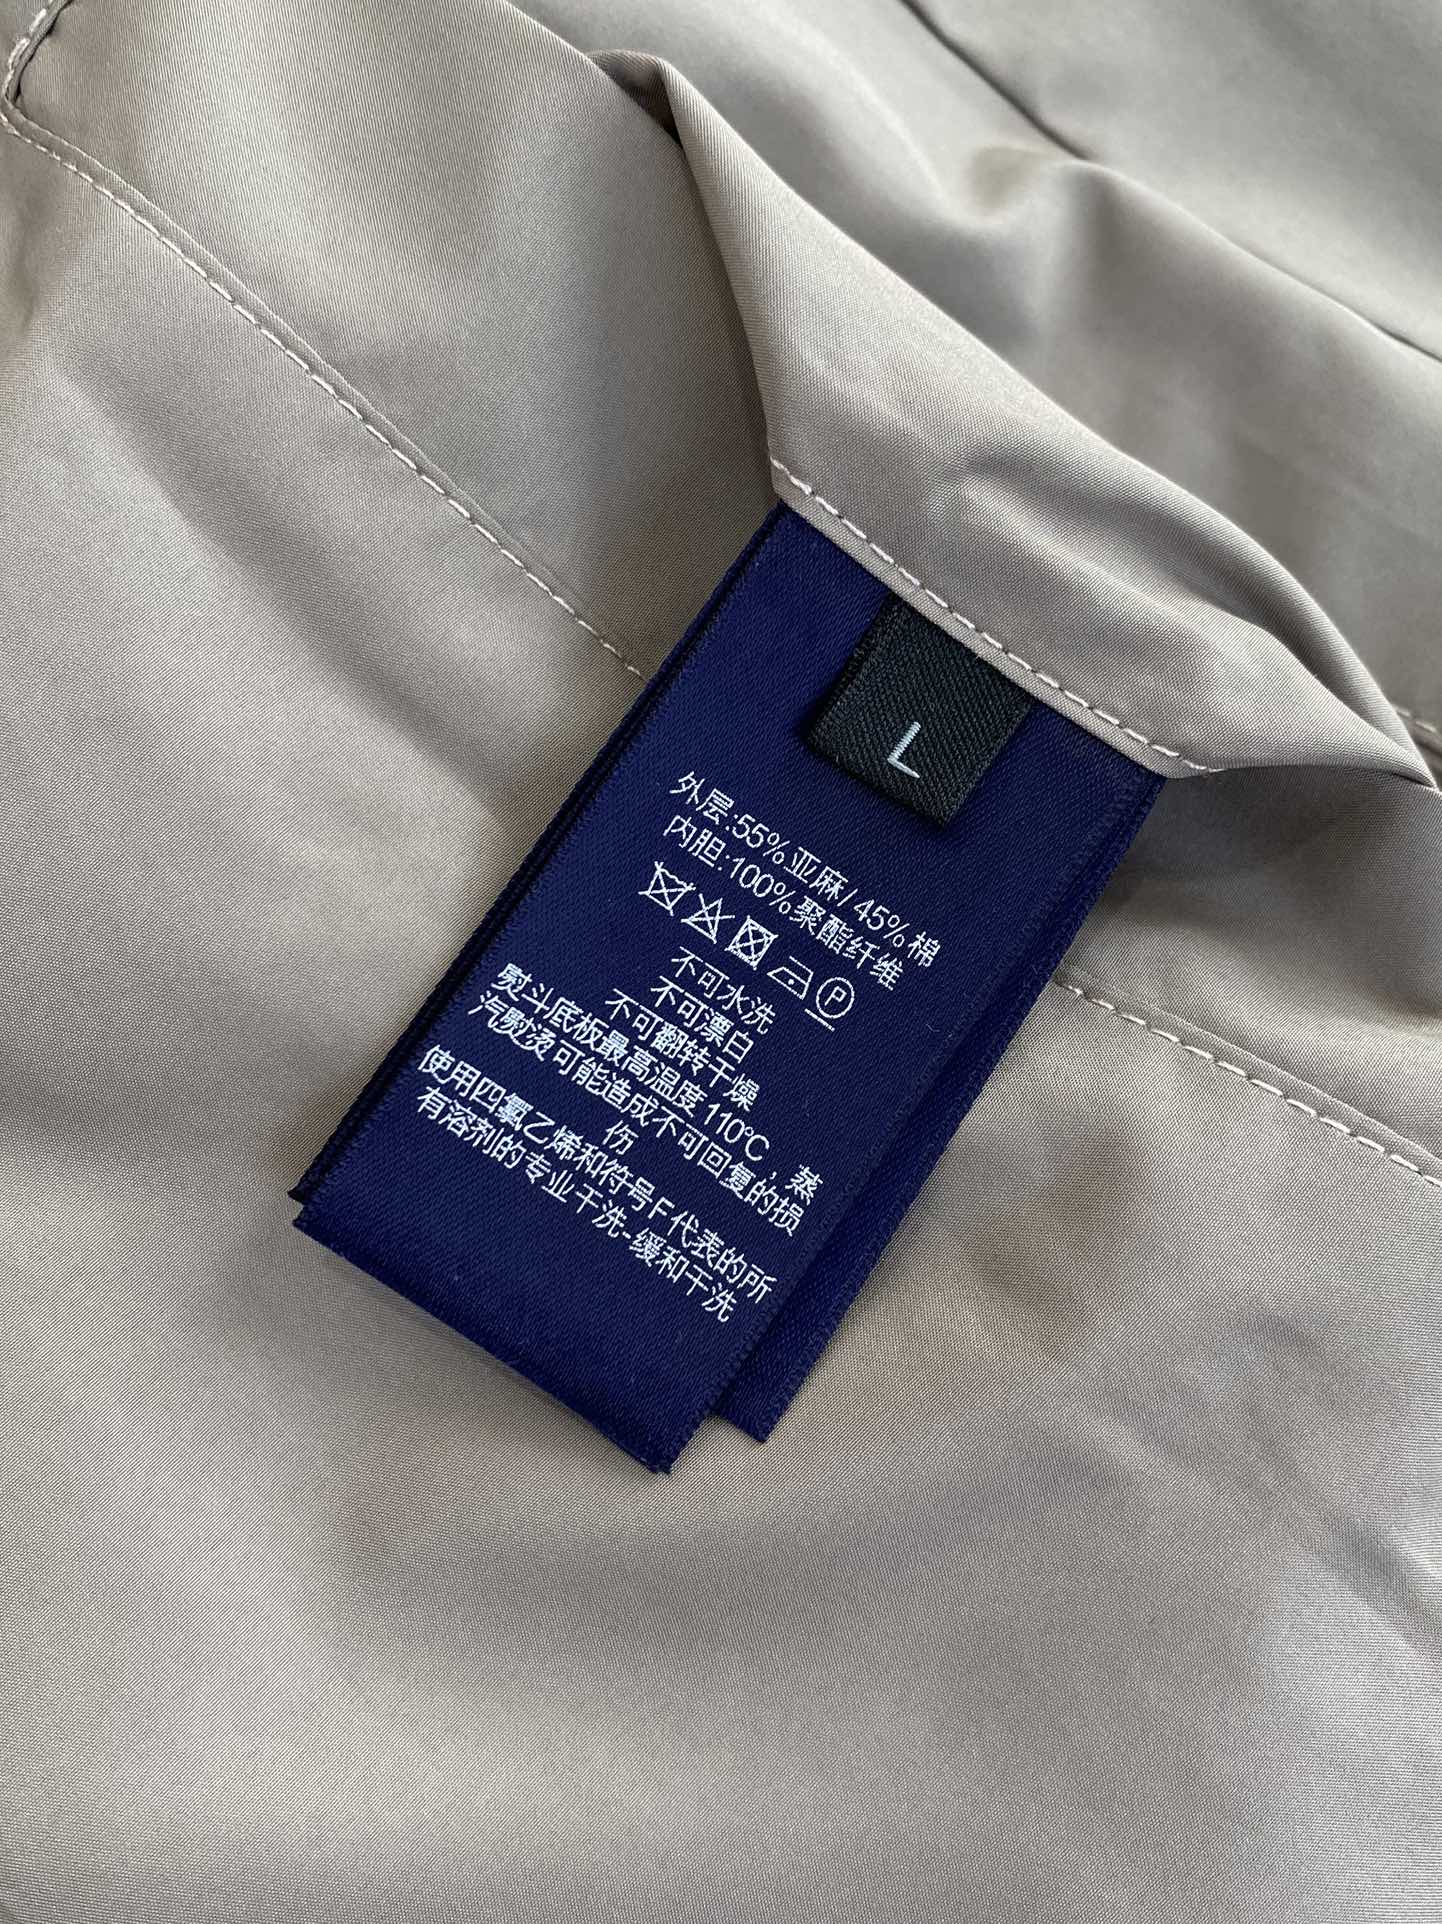 L
外层:55%亚麻/45%棉
内胆:100%聚酯纤维
P
不可水洗
不可漂白
不可翻转干燥
熨斗底板最高温度110℃，蒸
汽熨烫可能造成不可回复的损
伤
使用四氯乙烯和符号F代表的所
有溶剂的专业干洗-缓和干洗